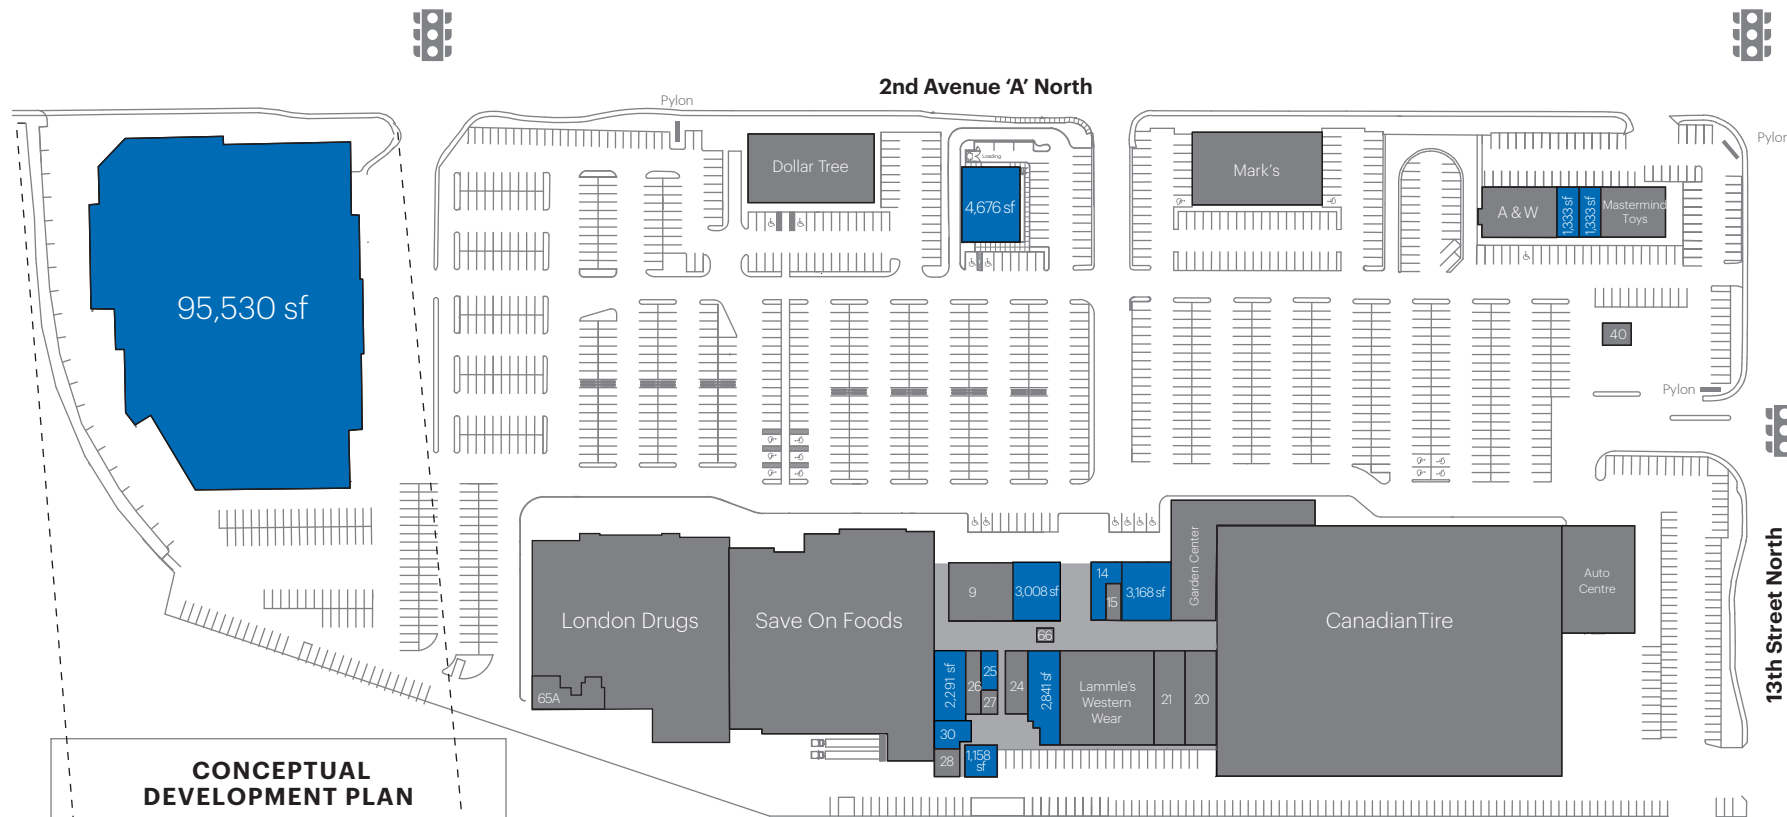 2nd Avenue 'A' North
Pylon
Pylon
Dollar Tree
Loading
4,676 sf
Mark's
A & W
1,333 sf
1,333 sf
Mastermind
Toys
95,530 sf
40
Pylon
13th Street North
London Drugs
65A
Save On Foods
9
3,008 sf
14
15
3,168 sf
Garden Center
CanadianTire
Auto
Centre
66
2,291 sf
26
25
27
24
2,841 sf
Lammle's
Western
Wear
21
20
30
28
1,158
sf
CONCEPTUAL
DEVELOPMENT PLAN